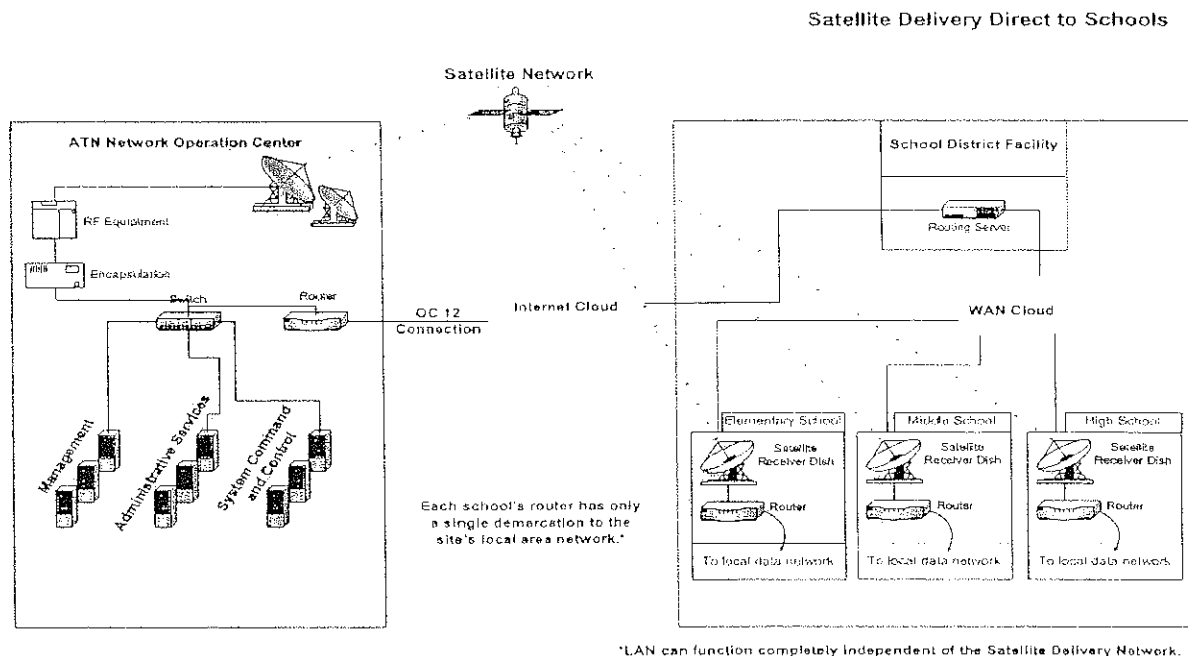 Satellite Delivery Direct to Schools
Satellite Network
ATN Network Operation Center
RF Equipment
Encapsulation
Switch
Router
OC 12
Connection
Internet Cloud
Management
Administrative Services
System Command
and Control
Each school's router has only
a single demarcation to the
site's local area network.*
School District Facility
Routing Server
WAN Cloud
Elementary School
Satellite
Receiver Dish
Router
To local data network
Middle School
Satellite
Receiver Dish
Router
To local data network
High School
Satellite
Receiver Dish
Router
To local data network
*LAN can function completely independent of the Satellite Delivery Network.